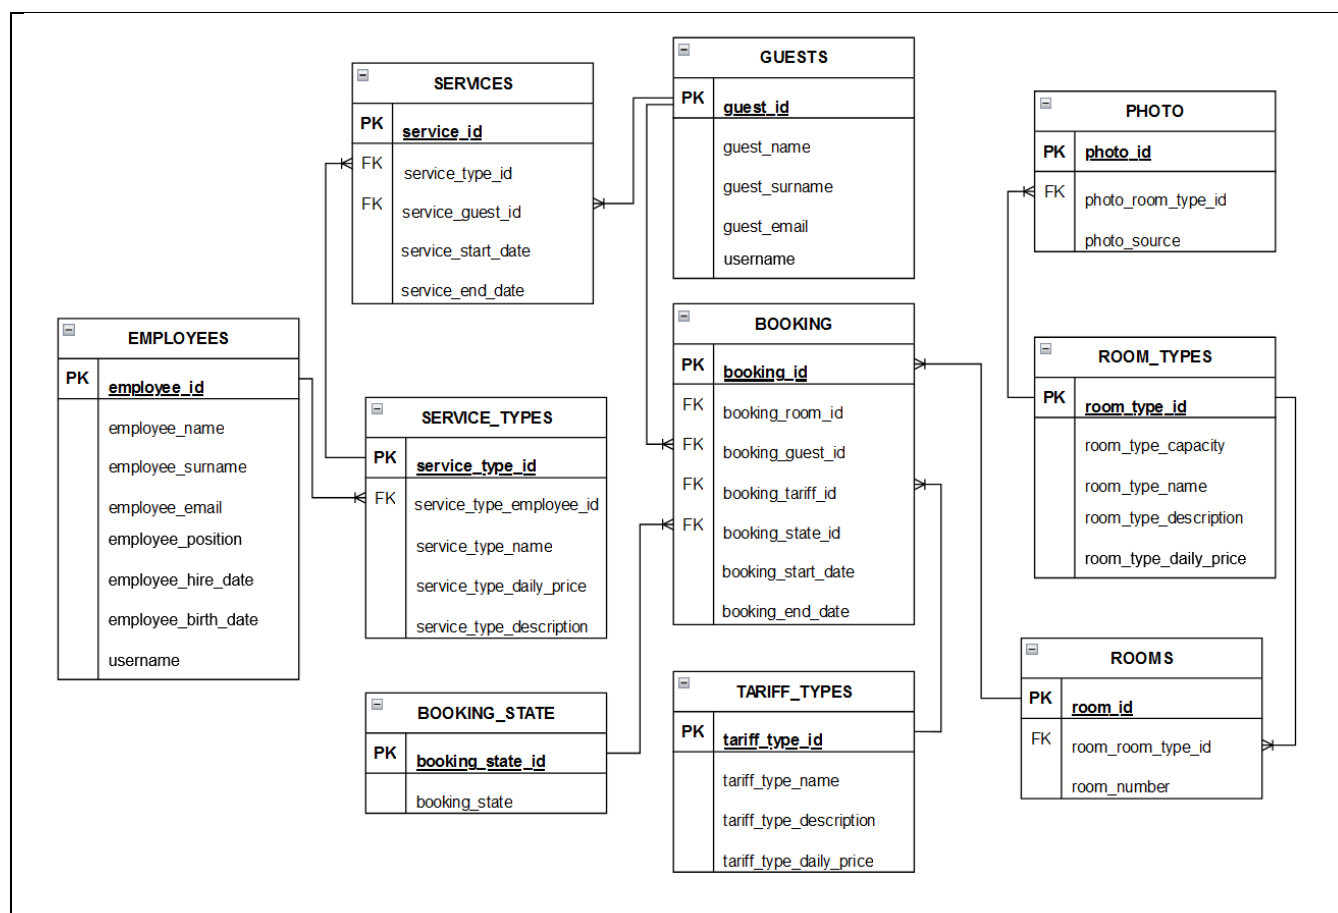 SERVICES
PK service_id
FK service_type_id
FK service_guest_id
service_start_date
service_end_date
GUESTS
PK guest_id
guest_name
guest_surname
guest_email
username
PHOTO
PK photo_id
FK photo_room_type_id
photo_source
EMPLOYEES
PK employee_id
employee_name
employee_surname
employee_email
employee_position
employee_hire_date
employee_birth_date
username
SERVICE_TYPES
PK service_type_id
FK service_type_employee_id
service_type_name
service_type_daily_price
service_type_description
BOOKING
PK booking_id
FK booking_room_id
FK booking_guest_id
FK booking_tariff_id
FK booking_state_id
booking_start_date
booking_end_date
ROOM_TYPES
PK room_type_id
room_type_capacity
room_type_name
room_type_description
room_type_daily_price
BOOKING_STATE
PK booking_state_id
booking_state
TARIFF_TYPES
PK tariff_type_id
tariff_type_name
tariff_type_description
tariff_type_daily_price
ROOMS
PK room_id
FK room_room_type_id
room_number